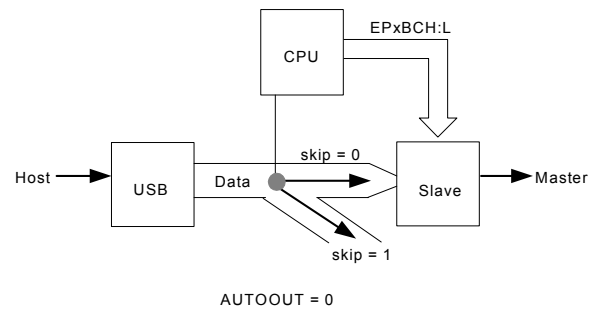 EPxBCH:L
CPU
skip = 0
Host
USB
Data
Slave
Master
skip = 1
AUTOOUT = 0